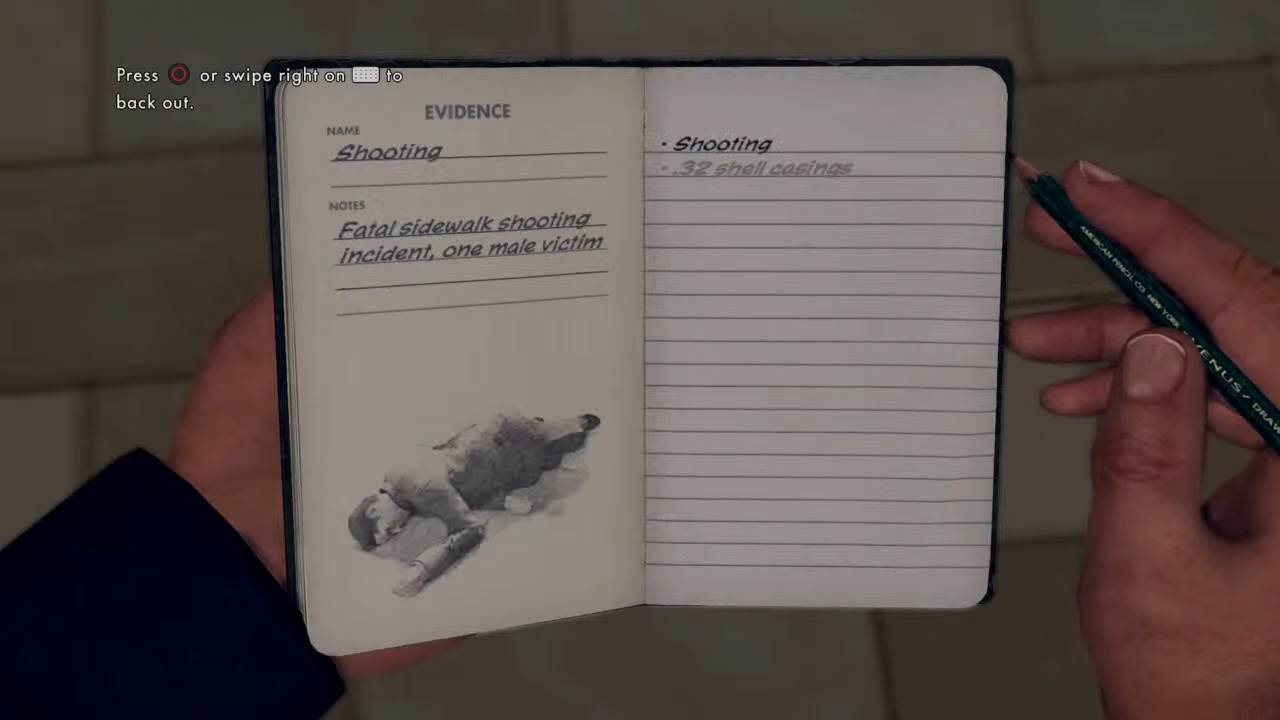 Press or swipe right on to
back out.
EVIDENCE
NAME
Shooting
NOTES
Fatal sidewalk shooting
incident, one male victim
• Shooting
• .32 shell casings
AMERICAN PENCIL CO. NEW YORK VENUS / DRAW